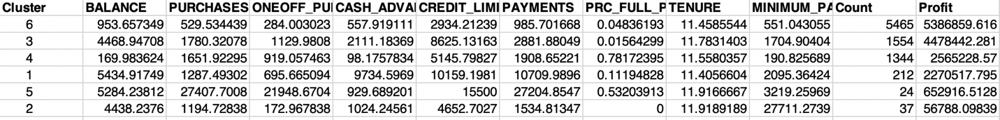 Cluster BALANCE PURCHASES ONEOFF_PU CASH_ADVA CREDIT_LIMI PAYMENTS PRC_FULL_P TENURE MINIMUM_PA Count Profit
6 953.657349 529.534439 284.003023 557.919111 2934.21239 985.701668 0.04836193 11.4585544 551.043055 5465 5386859.616
3 4468.94708 1780.32078 1129.9808 2111.18369 8625.13163 2881.88049 0.01564299 11.7831403 1704.90404 1554 4478442.281
4 169.983624 1651.92295 919.057463 98.1757834 5145.79827 1908.65221 0.78172395 11.5580357 190.825689 1344 2565228.57
1 5434.91749 1287.49302 695.665094 9734.5969 10159.1981 10709.9896 0.11194828 11.4056604 2095.36424 212 2270517.795
5 5284.23812 27407.7008 21948.6704 929.689201 15500 27204.8547 0.53203913 11.9166667 3219.25969 24 652916.5128
2 4438.2376 1194.72838 172.967838 1024.24561 4652.7027 1534.81347 0 11.9189189 27711.2739 37 56788.09839